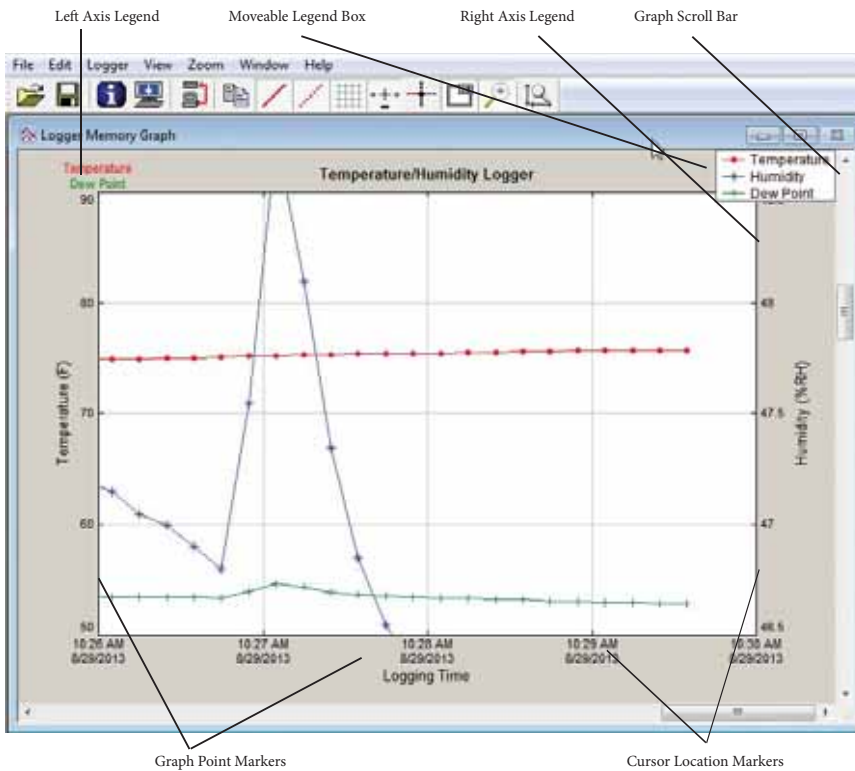 Left Axis Legend Moveable Legend Box Right Axis Legend Graph Scroll Bar
File Edit Logger View Zoom Window Help
Logger Memory Graph
Temperature
Dew Point
Temperature/Humidity Logger
Temperature
Humidity
Dew Point
90
80 48
Temperature (F)
Humidity (%RH)
70 47.5
60 47
50 46.5
10:26 AM 10:27 AM 10:28 AM 10:29 AM 10:30 AM
8/29/2013 8/29/2013 8/29/2013 8/29/2013 8/29/2013
Logging Time
Graph Point Markers Cursor Location Markers